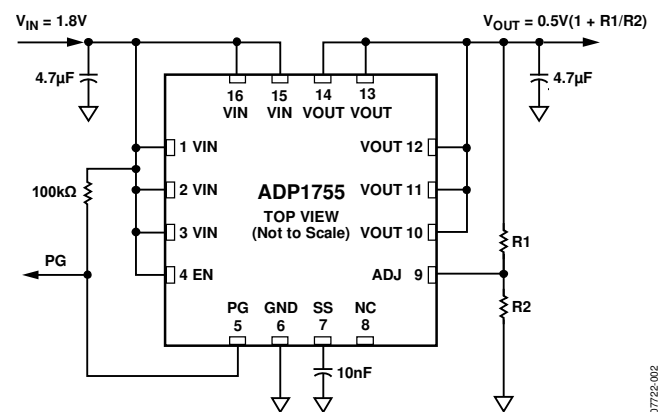 VIN = 1.8V
VOUT = 0.5V(1 + R1/R2)
4.7µF
4.7µF
16
VIN
15
VIN
14
VOUT
13
VOUT
1 VIN
VOUT 12
100kΩ
2 VIN
ADP1755
VOUT 11
TOP VIEW
(Not to Scale)
3 VIN
VOUT 10
R1
PG
4 EN
ADJ 9
R2
PG
5
GND
6
SS
7
NC
8
10nF
07722-002